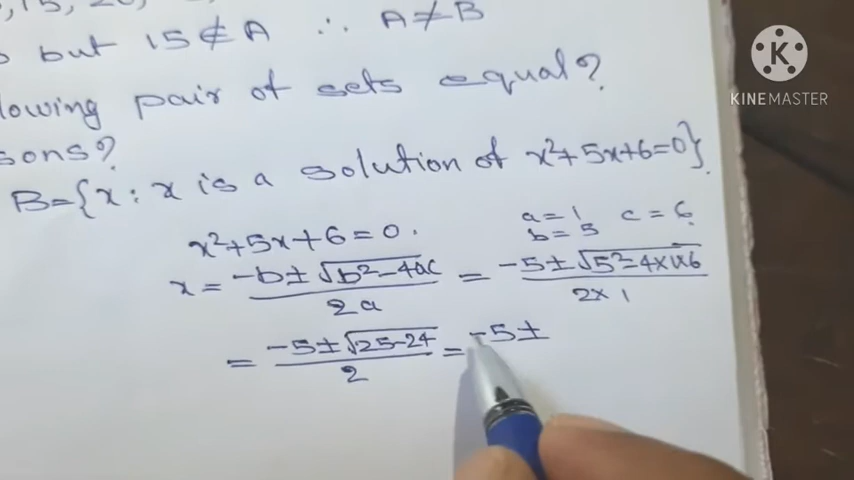 , 15, 20,
but 15 ∉ A ∴ A ≠ B
lowing pair of sets equal?
sons?
B = {x : x is a solution of x²+5x+6=0}.
x²+5x+6=0.
a=1 c=6
b=5
x = (-b±√(b²-4ac))/(2a) = (-5±√(5²-4×1×6))/(2×1)
= (-5±√(25-24))/2 = -5±
KINEMASTER